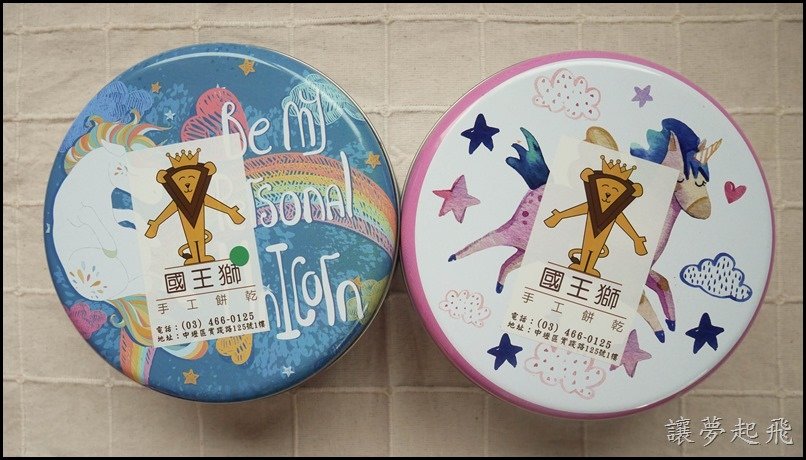 Be my
Personal
Unicorn
國王獅
手工餅乾
電話：(03) 466-0125
地址：中壢區實踐路125號1樓
國王獅
手工餅乾
電話：(03) 466-0125
地址：中壢區實踐路125號1樓
讓夢起飛